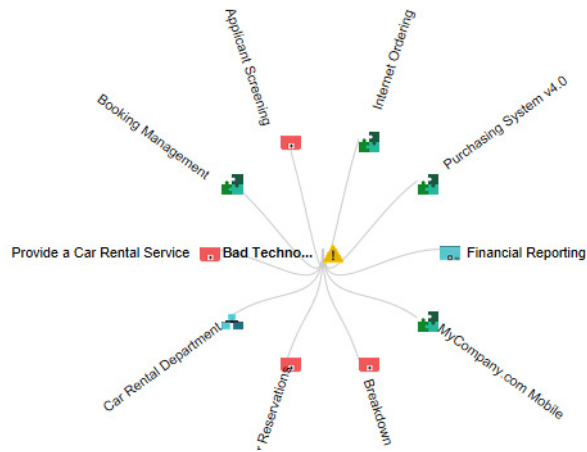 Applicant Screening
Internet Ordering
Booking Management
Purchasing System v4.0
Provide a Car Rental Service
Bad Techno...
Financial Reporting
Car Rental Department
MyCompany.com Mobile
Reservations
Breakdown